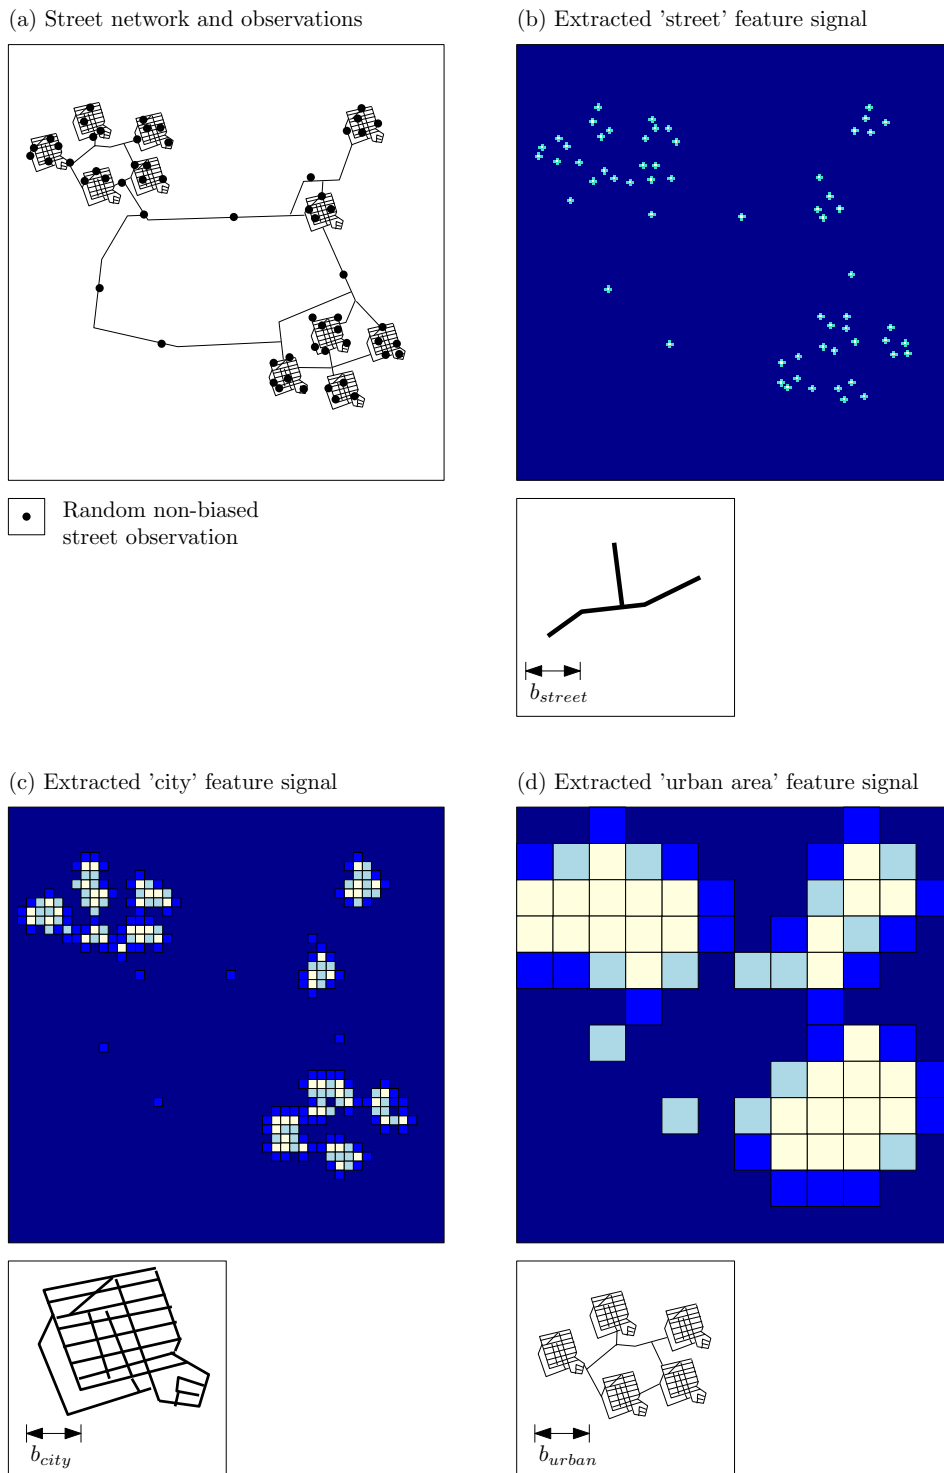 (a) Street network and observations
(b) Extracted 'street' feature signal
Random non-biased
street observation
b_street
(c) Extracted 'city' feature signal
(d) Extracted 'urban area' feature signal
b_city
b_urban